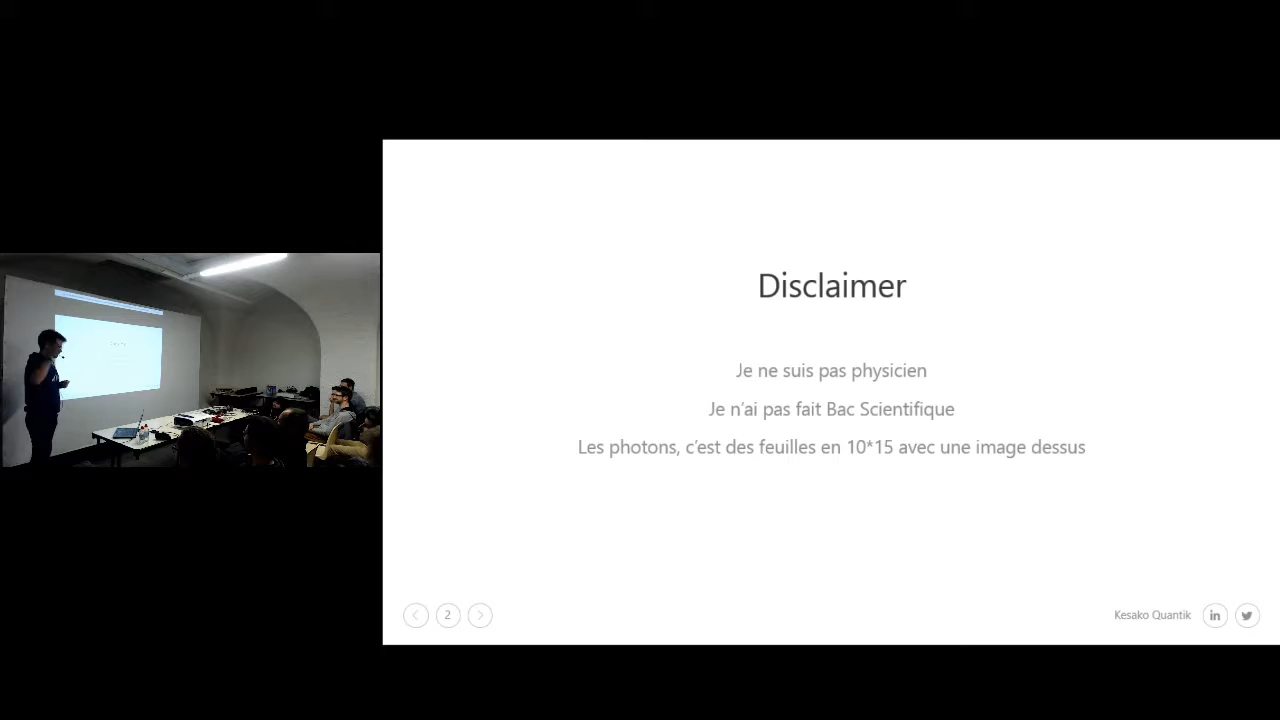 Disclaimer
Je ne suis pas physicien
Je n’ai pas fait Bac Scientifique
Les photons, c’est des feuilles en 10*15 avec une image dessus
2
Kesako Quantik
in